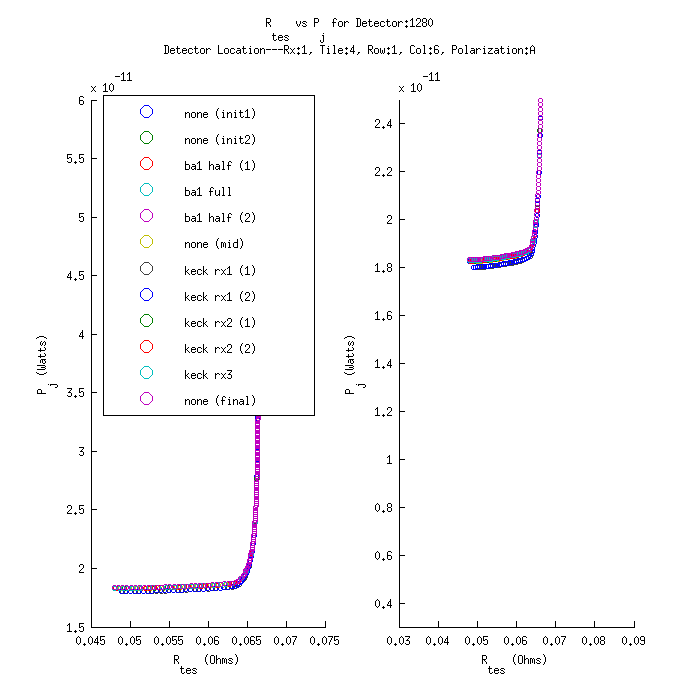 R_tes vs P_j for Detector:1280
Detector Location---Rx:1, Tile:4, Row:1, Col:6, Polarization:A
x 10^-11
6
5.5
5
4.5
4
3.5
3
2.5
2
1.5
P_j (Watts)
0.045 0.05 0.055 0.06 0.065 0.07 0.075
R_tes (Ohms)
none (init1)
none (init2)
ba1 half (1)
ba1 full
ba1 half (2)
none (mid)
keck rx1 (1)
keck rx1 (2)
keck rx2 (1)
keck rx2 (2)
keck rx3
none (final)
x 10^-11
2.4
2.2
2
1.8
1.6
1.4
1.2
1
0.8
0.6
0.4
P_j (Watts)
0.03 0.04 0.05 0.06 0.07 0.08 0.09
R_tes (Ohms)